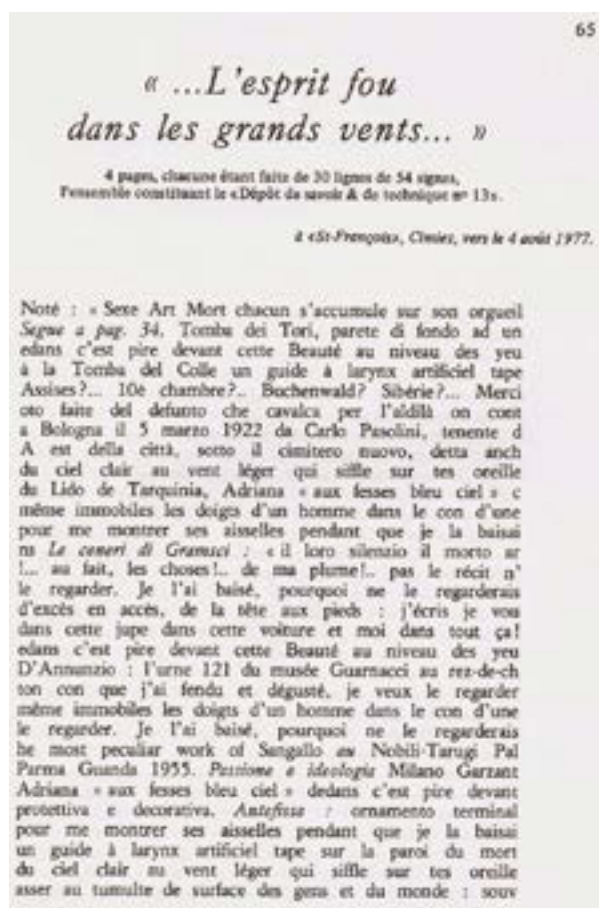 65
« ...L'esprit fou
dans les grands vents... »
4 pages, chacune étant faite de 30 lignes de 54 signes,
l'ensemble constituant le «Dépôt de savoir & de technique nº 13».
à «St-François», Cimiez, vers le 4 août 1977.
Noté : « Sexe Art Mort chacun s'accumule sur son orgueil
Segue a pag. 34. Tomba dei Tori, parete di fondo ad un
edans c'est pire devant cette Beauté au niveau des yeu
à la Tomba del Colle un guide à larynx artificiel tape
Assises?... 10è chambre?.. Buchenwald? Sibérie?... Merci
oto faite del defunto che cavalca per l'aldilà on cont
a Bologna il 5 marzo 1922 da Carlo Pasolini, tenente d
A est della città, sotto il cimitero nuovo, detta anch
du ciel clair au vent léger qui siffle sur tes oreille
du Lido de Tarquinia, Adriana « aux fesses bleu ciel » c
même immobiles les doigts d'un homme dans le con d'une
pour me montrer ses aisselles pendant que je la baisai
ns Le ceneri di Gramsci : « il loro silenzio il morto ar
!... au fait, les choses!.. de ma plume!.. pas le récit n'
le regarder. Je l'ai baisé, pourquoi ne le regarderais
d'excès en accès, de la tête aux pieds : j'écris je vou
dans cette jupe dans cette voiture et moi dans tout ça!
edans c'est pire devant cette Beauté au niveau des yeu
D'Annunzio : l'urne 121 du musée Guarnacci au rez-de-ch
ton con que j'ai fendu et dégusté, je veux le regarder
même immobiles les doigts d'un homme dans le con d'une
le regarder. Je l'ai baisé, pourquoi ne le regarderais
he most peculiar work of Sangallo en Nobili-Tarugi Pal
Parma Guanda 1955. Passione e ideologia Milano Garzant
Adriana « aux fesses bleu ciel » dedans c'est pire devant
protettiva e decorativa. Antefissa : ornamento terminal
pour me montrer ses aisselles pendant que je la baisai
un guide à larynx artificiel tape sur la paroi du mort
du ciel clair au vent léger qui siffle sur tes oreille
asser au tumulte de surface des gens et du monde : souv